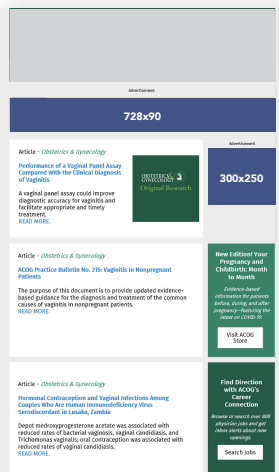 Advertisement
728x90
Article - Obstetrics & Gynecology
Performance of a Vaginal Panel Assay
Compared With the Clinical Diagnosis
of Vaginitis
A vaginal panel assay could improve
diagnostic accuracy for vaginitis and
facilitate appropriate and timely
treatment.
READ MORE.
OBSTETRICS &
GYNECOLOGY
Original Research
Advertisement
300x250
Article - Obstetrics & Gynecology
ACOG Practice Bulletin No. 215: Vaginitis in Nonpregnant
Patients
The purpose of this document is to provide updated evidence-
based guidance for the diagnosis and treatment of the common
causes of vaginitis in nonpregnant patients.
READ MORE.
New Edition! Your
Pregnancy and
Childbirth: Month
to Month
Evidence-based
information for patients
before, during, and after
pregnancy—featuring the
latest on COVID-19.
Visit ACOG
Store
Article - Obstetrics & Gynecology
Hormonal Contraception and Vaginal Infections Among
Couples Who Are Human Immunodeficiency Virus
Serodiscordant in Lusaka, Zambia
Depot medroxyprogesterone acetate was associated with
reduced rates of bacterial vaginosis, vaginal candidiasis, and
Trichomonas vaginalis; oral contraception was associated with
reduced rates of vaginal candidiasis.
READ MORE.
Find Direction
with ACOG's
Career
Connection
Browse or search over 800
physician jobs and get
inbox alerts about new
openings.
Search Jobs